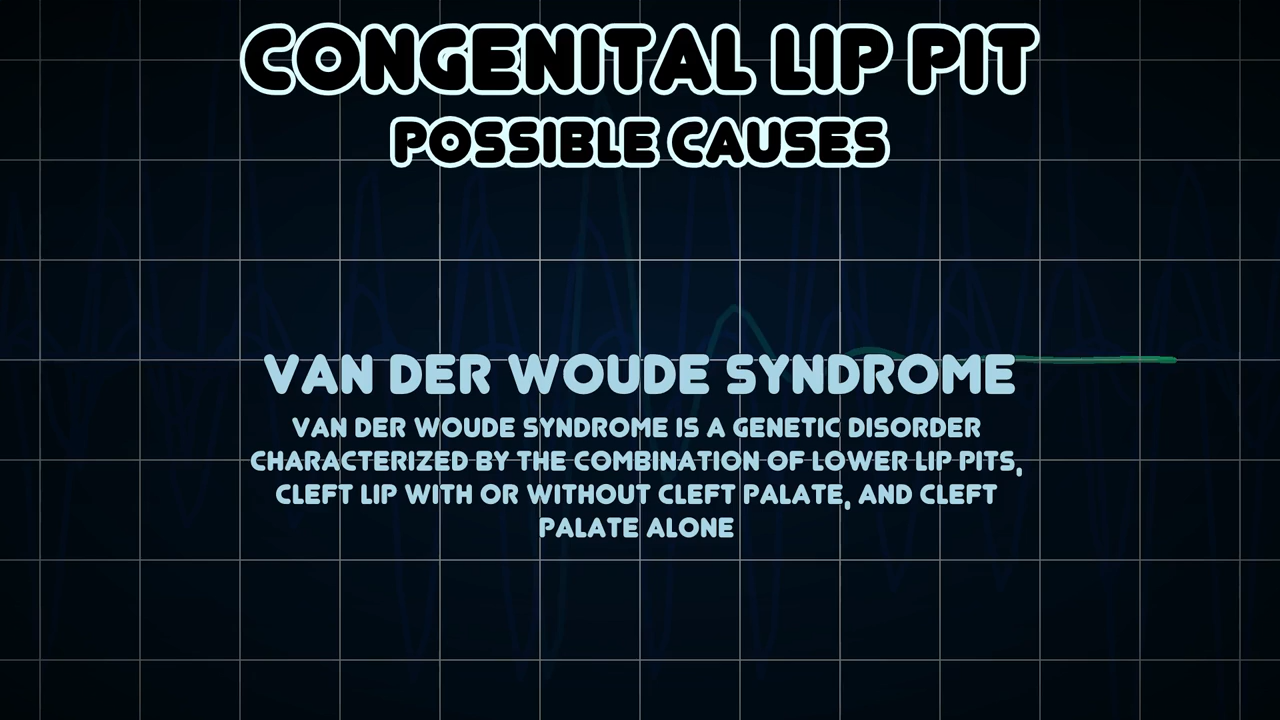 CONGENITAL LIP PIT
POSSIBLE CAUSES
VAN DER WOUDE SYNDROME
VAN DER WOUDE SYNDROME IS A GENETIC DISORDER
CHARACTERIZED BY THE COMBINATION OF LOWER LIP PITS,
CLEFT LIP WITH OR WITHOUT CLEFT PALATE, AND CLEFT
PALATE ALONE